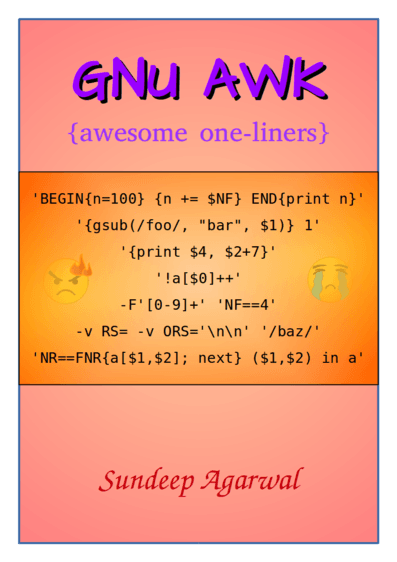 GNU AWK
{awesome one-liners}
'BEGIN{n=100} {n += $NF} END{print n}'
'{gsub(/foo/, "bar", $1)} 1'
'{print $4, $2+7}'
'!a[$0]++'
-F'[0-9]+' 'NF==4'
-v RS= -v ORS='\n\n' '/baz/'
'NR==FNR{a[$1,$2]; next} ($1,$2) in a'
Sundeep Agarwal